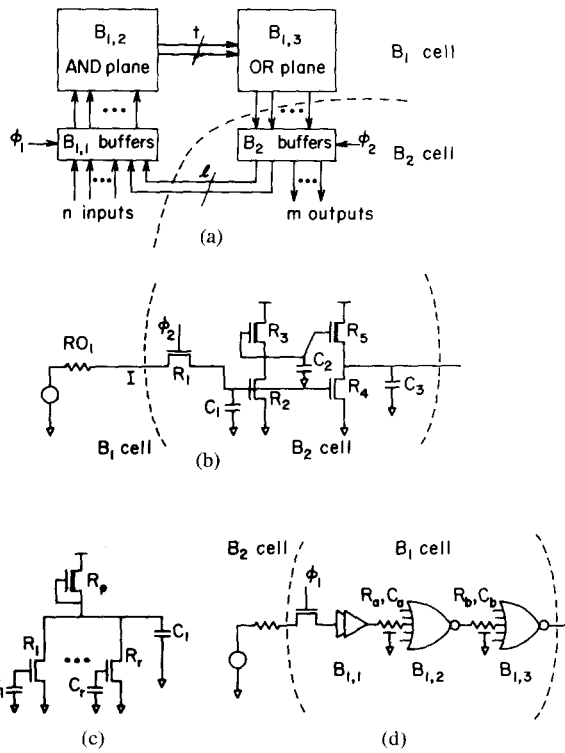 B1,2
AND plane
t
B1,3
OR plane
B1 cell
ϕ1
B1,1 buffers
B2 buffers
ϕ2
B2 cell
n inputs
ℓ
m outputs
(a)
RO1
I
ϕ2
R1
C1
R3
R2
C2
R5
R4
C3
B1 cell
B2 cell
(b)
Rp
R1
Rr
Cr
C1
(c)
B2 cell
B1 cell
ϕ1
Ra,Ca
Rb,Cb
B1,1
B1,2
B1,3
(d)